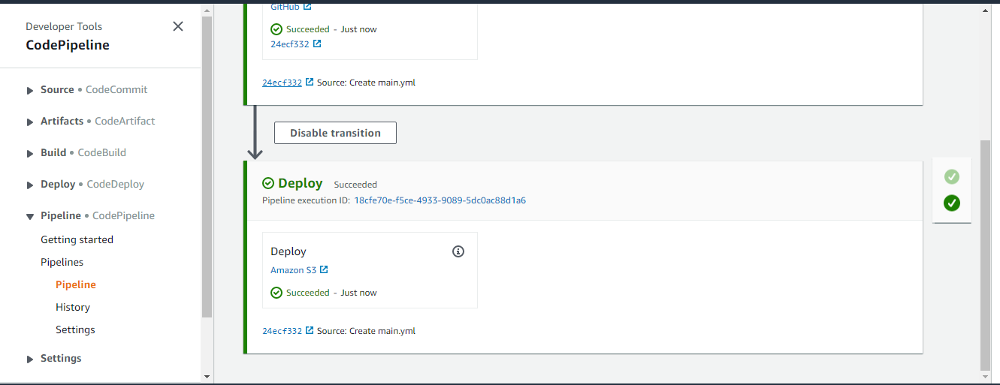 Developer Tools
CodePipeline
Source • CodeCommit
Artifacts • CodeArtifact
Build • CodeBuild
Deploy • CodeDeploy
Pipeline • CodePipeline
Getting started
Pipelines
Pipeline
History
Settings
Settings
GitHub
Succeeded - Just now
24ecf332
24ecf332 Source: Create main.yml
Disable transition
Deploy Succeeded
Pipeline execution ID: 18cfe70e-f5ce-4933-9089-5dc0ac88d1a6
Deploy
Amazon S3
Succeeded - Just now
24ecf332 Source: Create main.yml